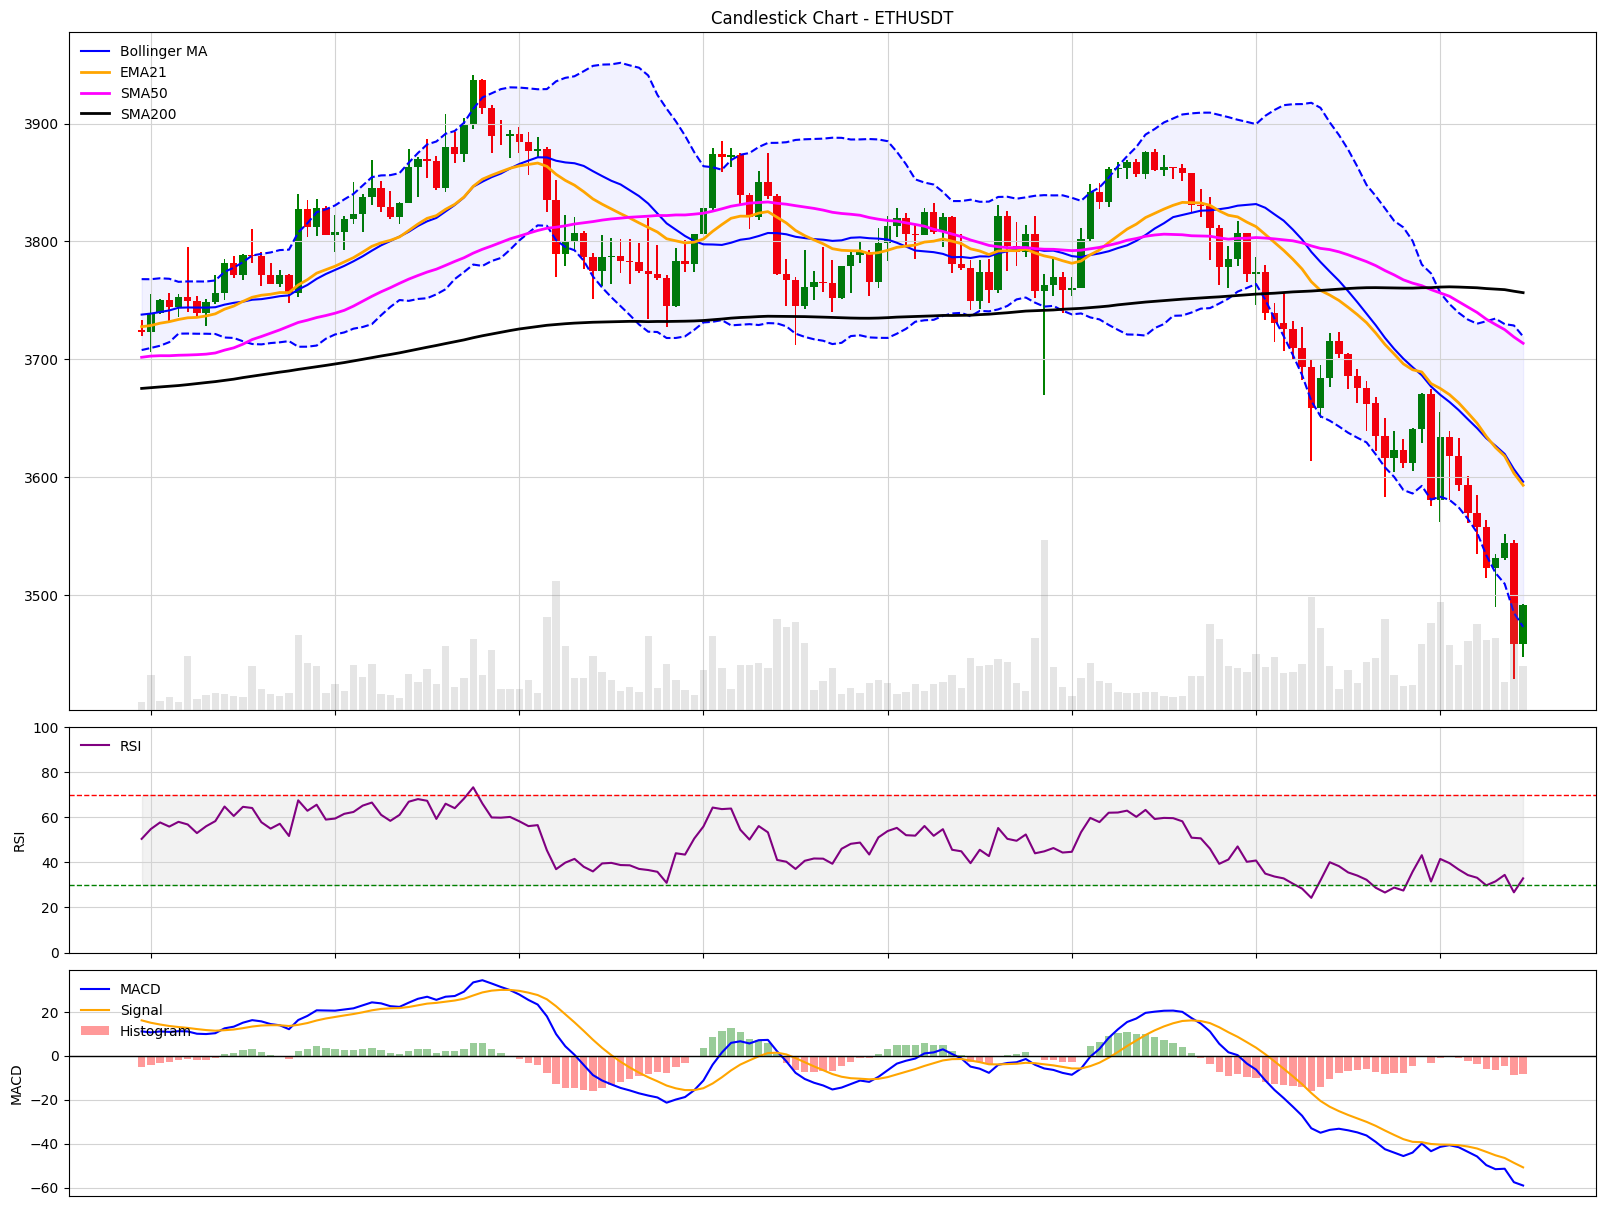 Candlestick Chart - ETHUSDT
Bollinger MA
EMA21
SMA50
SMA200
3900
3800
3700
3600
3500
RSI
100
80
60
40
20
0
RSI
MACD
Signal
Histogram
20
0
−20
−40
−60
MACD